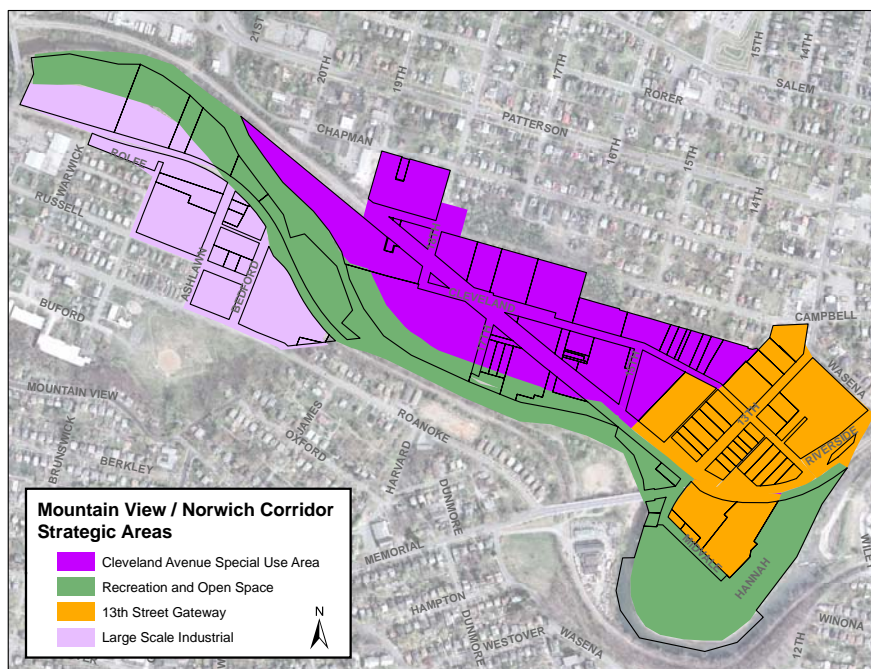 21ST
20TH
19TH
17TH
15TH
14TH
SALEM
RORER
CHAPMAN
PATTERSON
16TH
15TH
14TH
WARWICK
ROLFE
RUSSELL
ASHLAWN
BEDFORD
BUFORD
CLEVELAND
CAMPBELL
WASENA
13TH
RIVERSIDE
MOUNTAIN VIEW
BRUNSWICK
BERKLEY
JAMES
OXFORD
ROANOKE
HARVARD
DUNMORE
MEMORIAL
MIDVALE
HANNAH
HAMPTON
DUNMORE
WESTOVER
WASENA
12TH
WINONA
Mountain View / Norwich Corridor
Strategic Areas
Cleveland Avenue Special Use Area
Recreation and Open Space
13th Street Gateway
Large Scale Industrial
N